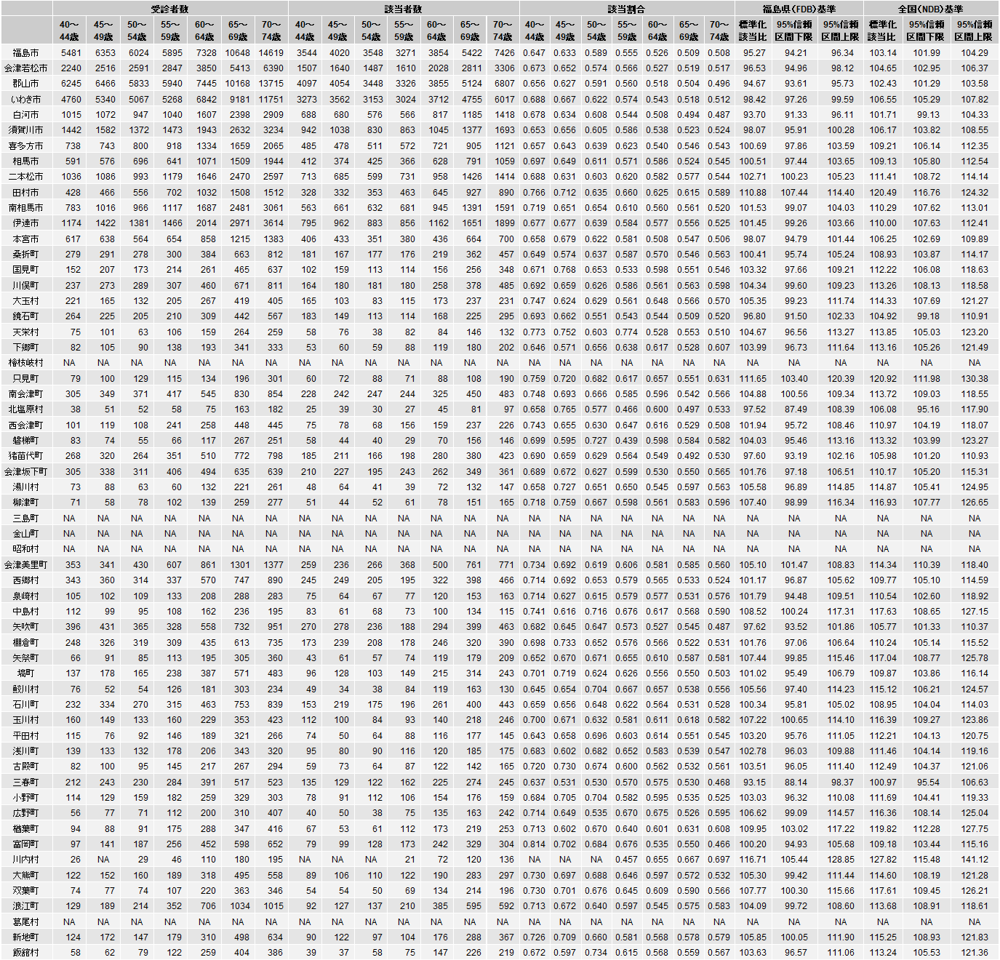 受診者数 該当者数 該当割合 福島県(FDB)基準 全国(NDB)基準
40～44歳 45～49歳 50～54歳 55～59歳 60～64歳 65～69歳 70～74歳 40～44歳 45～49歳 50～54歳 55～59歳 60～64歳 65～69歳 70～74歳 40～44歳 45～49歳 50～54歳 55～59歳 60～64歳 65～69歳 70～74歳 標準化該当比 95%信頼区間下限 95%信頼区間上限 標準化該当比 95%信頼区間下限 95%信頼区間上限
福島市 5481 6353 6024 5895 7328 10648 14619 3544 4020 3548 3271 3854 5422 7426 0.647 0.633 0.589 0.555 0.526 0.509 0.508 95.27 94.21 96.34 103.14 101.99 104.29
会津若松市 2240 2516 2591 2847 3850 5413 6390 1507 1640 1487 1610 2028 2811 3306 0.673 0.652 0.574 0.566 0.527 0.519 0.517 96.53 94.96 98.12 104.65 102.95 106.37
郡山市 6245 6466 5833 5940 7445 10168 13715 4097 4054 3448 3326 3855 5124 6807 0.656 0.627 0.591 0.560 0.518 0.504 0.496 94.67 93.61 95.73 102.43 101.29 103.58
いわき市 4760 5340 5067 5268 6842 9181 11751 3273 3562 3153 3024 3712 4755 6017 0.688 0.667 0.622 0.574 0.543 0.518 0.512 98.42 97.26 99.59 106.55 105.29 107.82
白河市 1015 1072 947 1040 1607 2398 2909 688 680 576 566 817 1185 1418 0.678 0.634 0.608 0.544 0.508 0.494 0.487 93.70 91.33 96.11 101.71 99.13 104.33
須賀川市 1442 1582 1372 1473 1943 2632 3234 942 1038 830 863 1045 1377 1693 0.653 0.656 0.605 0.586 0.538 0.523 0.524 98.07 95.91 100.28 106.17 103.82 108.55
喜多方市 738 743 800 918 1334 1659 2065 485 478 511 572 721 905 1121 0.657 0.643 0.639 0.623 0.540 0.546 0.543 100.69 97.86 103.59 109.21 106.14 112.35
相馬市 591 576 696 641 1071 1509 1944 412 374 425 366 628 791 1059 0.697 0.649 0.611 0.571 0.586 0.524 0.545 100.51 97.44 103.65 109.13 105.80 112.54
二本松市 1036 1086 993 1179 1646 2470 2597 713 685 599 731 958 1426 1414 0.688 0.631 0.603 0.620 0.582 0.577 0.544 102.71 100.23 105.23 111.41 108.72 114.14
田村市 428 466 556 702 1032 1508 1512 328 332 353 463 645 927 890 0.766 0.712 0.635 0.660 0.625 0.615 0.589 110.88 107.44 114.40 120.49 116.76 124.32
南相馬市 783 1016 966 1117 1687 2481 3061 563 661 632 681 945 1391 1591 0.719 0.651 0.654 0.610 0.560 0.561 0.520 101.53 99.07 104.03 110.29 107.62 113.01
伊達市 1174 1422 1381 1466 2014 2971 3614 795 962 883 856 1162 1651 1899 0.677 0.677 0.639 0.584 0.577 0.556 0.525 101.45 99.26 103.66 110.00 107.63 112.41
本宮市 617 638 564 654 858 1215 1383 406 433 351 380 436 664 700 0.658 0.679 0.622 0.581 0.508 0.547 0.506 98.07 94.79 101.44 106.25 102.69 109.89
桑折町 279 291 278 300 384 663 812 181 167 177 176 219 362 457 0.649 0.574 0.637 0.587 0.570 0.546 0.563 100.41 95.74 105.24 108.93 103.87 114.17
国見町 152 207 173 214 261 465 637 102 159 113 114 156 256 348 0.671 0.768 0.653 0.533 0.598 0.551 0.546 103.32 97.66 109.21 112.22 106.08 118.63
川俣町 237 273 289 307 460 671 811 164 180 181 180 258 378 485 0.692 0.659 0.626 0.586 0.561 0.563 0.598 104.34 99.60 109.23 113.26 108.13 118.58
大玉村 221 165 132 205 267 419 405 165 103 83 115 173 237 231 0.747 0.624 0.629 0.561 0.648 0.566 0.570 105.35 99.23 111.74 114.33 107.69 121.27
鏡石町 264 225 205 210 309 442 567 183 149 113 114 168 225 295 0.693 0.662 0.551 0.543 0.544 0.509 0.520 96.80 91.50 102.33 104.92 99.18 110.91
天栄村 75 101 63 106 159 264 259 58 76 38 82 84 146 132 0.773 0.752 0.603 0.774 0.528 0.553 0.510 104.67 96.56 113.27 113.85 105.03 123.20
下郷町 82 105 90 138 193 341 333 53 60 59 88 119 180 202 0.646 0.571 0.656 0.638 0.617 0.528 0.607 103.99 96.73 111.64 113.16 105.26 121.49
檜枝岐村 NA NA NA NA NA NA NA NA NA NA NA NA NA NA NA NA NA NA NA NA NA NA NA NA NA NA NA
只見町 79 100 129 115 134 196 301 60 72 88 71 88 108 190 0.759 0.720 0.682 0.617 0.657 0.551 0.631 111.65 103.40 120.39 120.92 111.98 130.38
南会津町 305 349 371 417 545 830 854 228 242 247 244 325 450 483 0.748 0.693 0.666 0.585 0.596 0.542 0.566 104.88 100.56 109.34 113.72 109.03 118.55
北塩原村 38 51 52 58 75 163 182 25 39 30 27 45 81 97 0.658 0.765 0.577 0.466 0.600 0.497 0.533 97.52 87.49 108.39 106.08 95.16 117.90
西会津町 101 119 108 241 258 448 445 75 78 68 156 159 237 226 0.743 0.655 0.630 0.647 0.616 0.529 0.508 101.94 95.72 108.46 110.97 104.19 118.07
磐梯町 83 74 55 66 117 267 251 58 44 40 29 70 156 146 0.699 0.595 0.727 0.439 0.598 0.584 0.582 104.03 95.46 113.16 113.32 103.99 123.27
猪苗代町 268 320 264 351 510 772 798 185 211 166 198 280 380 423 0.690 0.659 0.629 0.564 0.549 0.492 0.530 97.60 93.19 102.16 105.98 101.20 110.93
会津坂下町 305 338 311 406 494 635 639 210 227 195 243 262 349 361 0.689 0.672 0.627 0.599 0.530 0.550 0.565 101.76 97.18 106.51 110.17 105.20 115.31
湯川村 73 88 63 60 132 221 261 48 64 41 39 72 132 147 0.658 0.727 0.651 0.650 0.545 0.597 0.563 105.58 96.89 114.85 114.87 105.41 124.95
柳津町 71 58 78 102 139 259 277 51 44 52 61 78 151 165 0.718 0.759 0.667 0.598 0.561 0.583 0.596 107.40 98.99 116.34 116.93 107.77 126.65
三島町 NA NA NA NA NA NA NA NA NA NA NA NA NA NA NA NA NA NA NA NA NA NA NA NA NA NA NA
金山町 NA NA NA NA NA NA NA NA NA NA NA NA NA NA NA NA NA NA NA NA NA NA NA NA NA NA NA
昭和村 NA NA NA NA NA NA NA NA NA NA NA NA NA NA NA NA NA NA NA NA NA NA NA NA NA NA NA
会津美里町 353 341 430 607 861 1301 1377 259 236 266 368 500 761 771 0.734 0.692 0.619 0.606 0.581 0.585 0.560 105.10 101.47 108.83 114.34 110.39 118.40
西郷村 343 360 314 337 570 747 890 245 249 205 195 322 398 466 0.714 0.692 0.653 0.579 0.565 0.533 0.524 101.17 96.87 105.62 109.77 105.10 114.59
泉崎村 105 102 109 133 208 288 283 75 64 67 77 120 153 163 0.714 0.627 0.615 0.579 0.577 0.531 0.576 101.79 94.48 109.51 110.54 102.60 118.92
中島村 112 99 95 108 162 236 195 83 61 68 73 100 134 115 0.741 0.616 0.716 0.676 0.617 0.568 0.590 108.52 100.24 117.31 117.63 108.65 127.15
矢吹町 396 431 365 328 558 732 951 270 278 236 188 294 399 463 0.682 0.645 0.647 0.573 0.527 0.545 0.487 97.62 93.52 101.86 105.77 101.33 110.37
棚倉町 248 326 319 309 435 613 735 173 239 208 178 246 320 390 0.698 0.733 0.652 0.576 0.566 0.522 0.531 101.76 97.06 106.64 110.24 105.14 115.52
矢祭町 66 91 85 113 195 305 360 43 61 57 74 119 179 209 0.652 0.670 0.671 0.655 0.610 0.587 0.581 107.44 99.85 115.46 117.04 108.77 125.78
塙町 137 178 165 238 387 571 483 96 128 103 149 215 314 243 0.701 0.719 0.624 0.626 0.556 0.550 0.503 101.02 95.49 106.79 109.87 103.86 116.14
鮫川村 76 52 54 126 181 303 234 49 34 38 84 119 163 130 0.645 0.654 0.704 0.667 0.657 0.538 0.556 105.56 97.40 114.23 115.12 106.21 124.57
石川町 232 334 270 315 463 753 839 153 219 175 196 261 400 443 0.659 0.656 0.648 0.622 0.564 0.531 0.528 100.34 95.81 105.02 108.95 104.04 114.03
玉川村 160 149 133 160 229 353 423 112 100 84 93 140 218 246 0.700 0.671 0.632 0.581 0.611 0.618 0.582 107.22 100.65 114.10 116.39 109.27 123.86
平田村 115 76 92 146 189 321 266 74 50 64 88 116 177 145 0.643 0.658 0.696 0.603 0.614 0.551 0.545 103.20 95.76 111.05 112.21 104.13 120.75
浅川町 139 133 132 178 206 343 320 95 80 90 116 120 185 175 0.683 0.602 0.682 0.652 0.583 0.539 0.547 102.78 96.03 109.88 111.46 104.14 119.16
古殿町 82 100 95 145 217 267 294 59 73 64 87 122 142 165 0.720 0.730 0.674 0.600 0.562 0.532 0.561 103.51 96.05 111.40 112.49 104.37 121.06
三春町 212 243 230 284 391 517 523 135 129 122 162 225 274 245 0.637 0.531 0.530 0.570 0.575 0.530 0.468 93.15 88.14 98.37 100.97 95.54 106.63
小野町 114 129 159 182 259 329 303 78 91 112 106 154 176 159 0.684 0.705 0.704 0.582 0.595 0.535 0.525 103.03 96.32 110.08 111.69 104.41 119.33
広野町 56 77 71 112 200 310 407 40 50 38 75 135 163 242 0.714 0.649 0.535 0.670 0.675 0.526 0.595 106.62 99.09 114.57 116.36 108.14 125.04
楢葉町 94 88 91 175 288 347 416 67 53 61 112 173 219 253 0.713 0.602 0.670 0.640 0.601 0.631 0.608 109.95 103.02 117.22 119.82 112.28 127.75
富岡町 97 141 187 256 452 598 652 79 99 128 173 242 329 304 0.814 0.702 0.684 0.676 0.535 0.550 0.466 100.20 94.93 105.68 109.18 103.44 115.16
川内村 26 NA 29 46 110 180 195 NA NA NA 21 72 120 136 NA NA NA 0.457 0.655 0.667 0.697 116.71 105.44 128.85 127.82 115.48 141.12
大熊町 122 152 160 189 318 495 558 89 106 110 122 190 283 297 0.730 0.697 0.688 0.646 0.597 0.572 0.532 105.30 99.42 111.44 114.60 108.19 121.28
双葉町 74 77 74 107 220 363 346 54 54 50 69 134 214 196 0.730 0.701 0.676 0.645 0.609 0.590 0.566 107.77 100.30 115.66 117.61 109.45 126.21
浪江町 129 189 214 352 706 1034 1015 92 127 137 210 385 595 592 0.713 0.672 0.640 0.597 0.545 0.575 0.583 104.09 99.72 108.60 113.68 108.91 118.61
葛尾村 NA NA NA NA NA NA NA NA NA NA NA NA NA NA NA NA NA NA NA NA NA NA NA NA NA NA NA
新地町 124 172 147 179 310 498 634 90 122 97 104 176 288 367 0.726 0.709 0.660 0.581 0.568 0.578 0.579 105.85 100.05 111.90 115.25 108.93 121.83
飯舘村 58 62 79 122 259 404 386 39 37 58 75 147 226 219 0.672 0.597 0.734 0.615 0.568 0.559 0.567 103.63 96.57 111.06 113.24 105.53 121.36